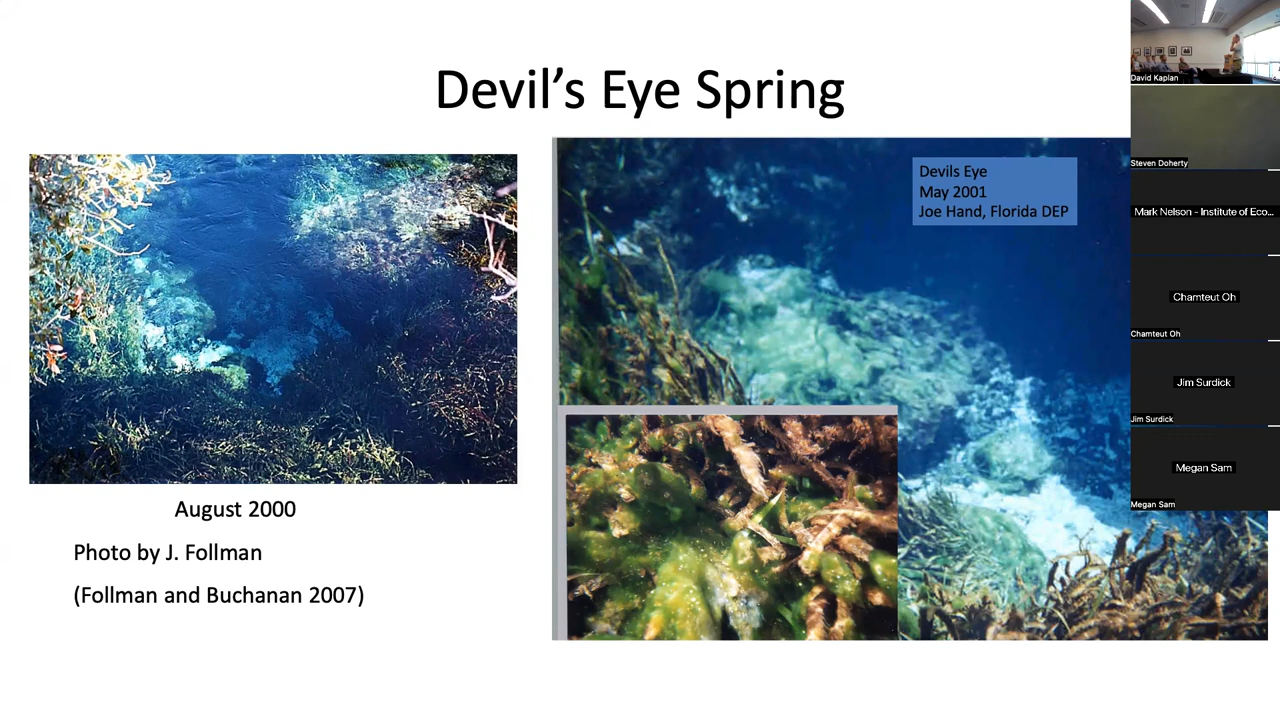 Devil's Eye Spring
Devils Eye
May 2001
Joe Hand, Florida DEP
August 2000
Photo by J. Follman
(Follman and Buchanan 2007)
David Kaplan
Steven Doherty
Mark Nelson - Institute of Eco...
Chamteut Oh
Chamteut Oh
Jim Surdick
Jim Surdick
Megan Sam
Megan Sam